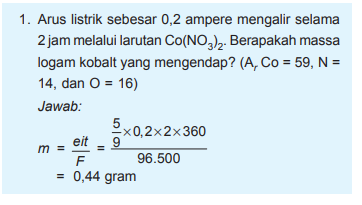 1. Arus listrik sebesar 0,2 ampere mengalir selama
2 jam melalui larutan Co(NO₃)₂. Berapakah massa
logam kobalt yang mengendap? (Aᵣ Co = 59, N =
14, dan O = 16)
Jawab:
m = eit/F = (5/9 × 0,2 × 2 × 360)/96.500
= 0,44 gram